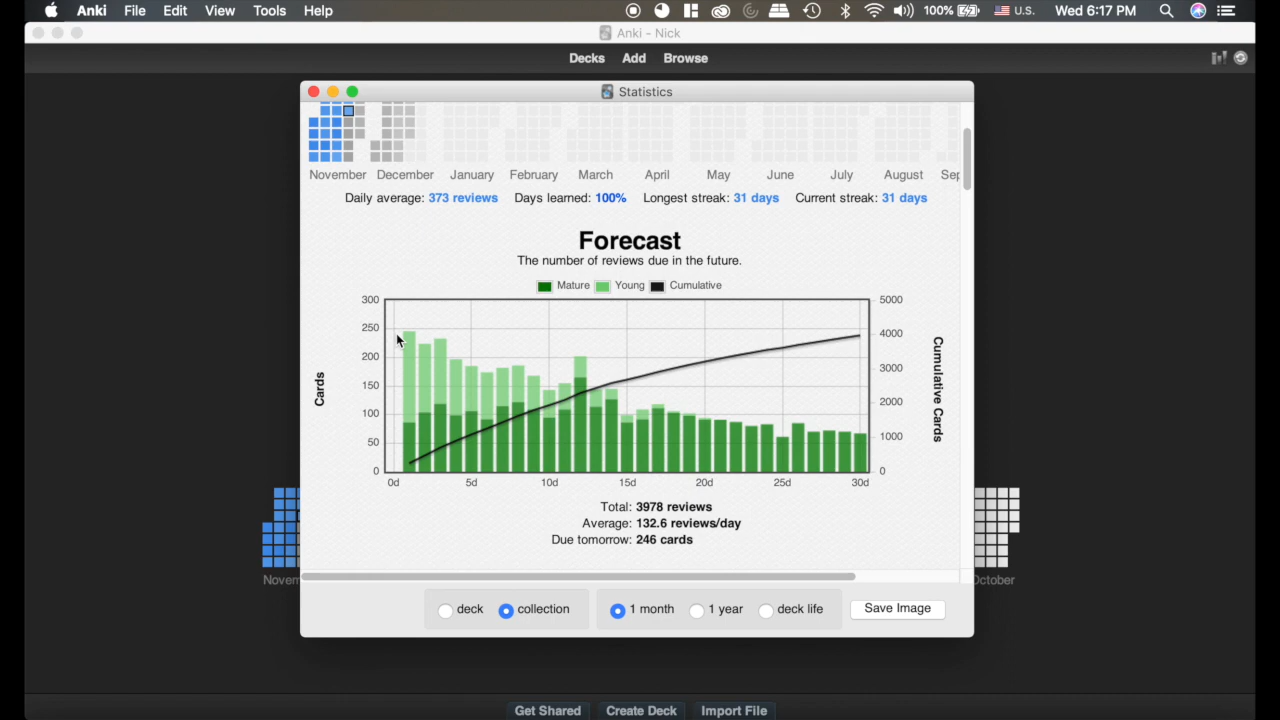 Anki File Edit View Tools Help 100% U.S. Wed 6:17 PM
Anki - Nick
Decks Add Browse
Statistics
November December January February March April May June July August Sep
Daily average: 373 reviews Days learned: 100% Longest streak: 31 days Current streak: 31 days
Forecast
The number of reviews due in the future.
Mature Young Cumulative
300 5000
250 4000
200 3000
150 2000
100 1000
50 0
0
Cards
Cumulative Cards
0d 5d 10d 15d 20d 25d 30d
Total: 3978 reviews
Average: 132.6 reviews/day
Due tomorrow: 246 cards
Novem October
deck collection 1 month 1 year deck life Save Image
Get Shared Create Deck Import File